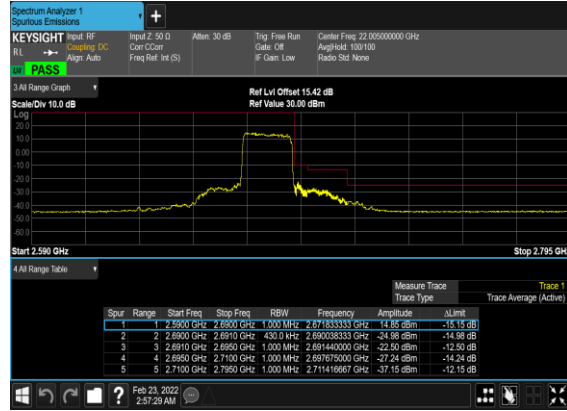 Spectrum Analyzer 1
Spurious Emissions
+
KEYSIGHT Input: RF Input Z: 50 Ω Atten: 30 dB Trig: Free Run Center Freq: 22.005000000 GHz
RL Coupling: DC Corr CCorr Gate: Off Avg|Hold: 100/100
Align: Auto Freq Ref: Int (S) IF Gain: Low Radio Std: None
LW PASS
3 All Range Graph
Ref Lvl Offset 15.42 dB
Scale/Div 10.0 dB Ref Value 30.00 dBm
Log
20.0
10.0
0.00
-10.0
-20.0
-30.0
-40.0
-50.0
-60.0
Start 2.590 GHz Stop 2.795 GH
4 All Range Table
Measure Trace Trace 1
Trace Type Trace Average (Active)
Spur Range Start Freq Stop Freq RBW Frequency Amplitude ΔLimit
1 1 2.5900 GHz 2.6900 GHz 1.000 MHz 2.671833333 GHz 14.85 dBm -15.15 dB
2 2 2.6900 GHz 2.6910 GHz 430.0 kHz 2.690038333 GHz -24.98 dBm -14.98 dB
3 3 2.6910 GHz 2.6950 GHz 1.000 MHz 2.691440000 GHz -22.50 dBm -12.50 dB
4 4 2.6950 GHz 2.7100 GHz 1.000 MHz 2.697675000 GHz -27.24 dBm -14.24 dB
5 5 2.7100 GHz 2.7950 GHz 1.000 MHz 2.711416667 GHz -37.15 dBm -12.15 dB
? Feb 23, 2022
2:57:29 AM